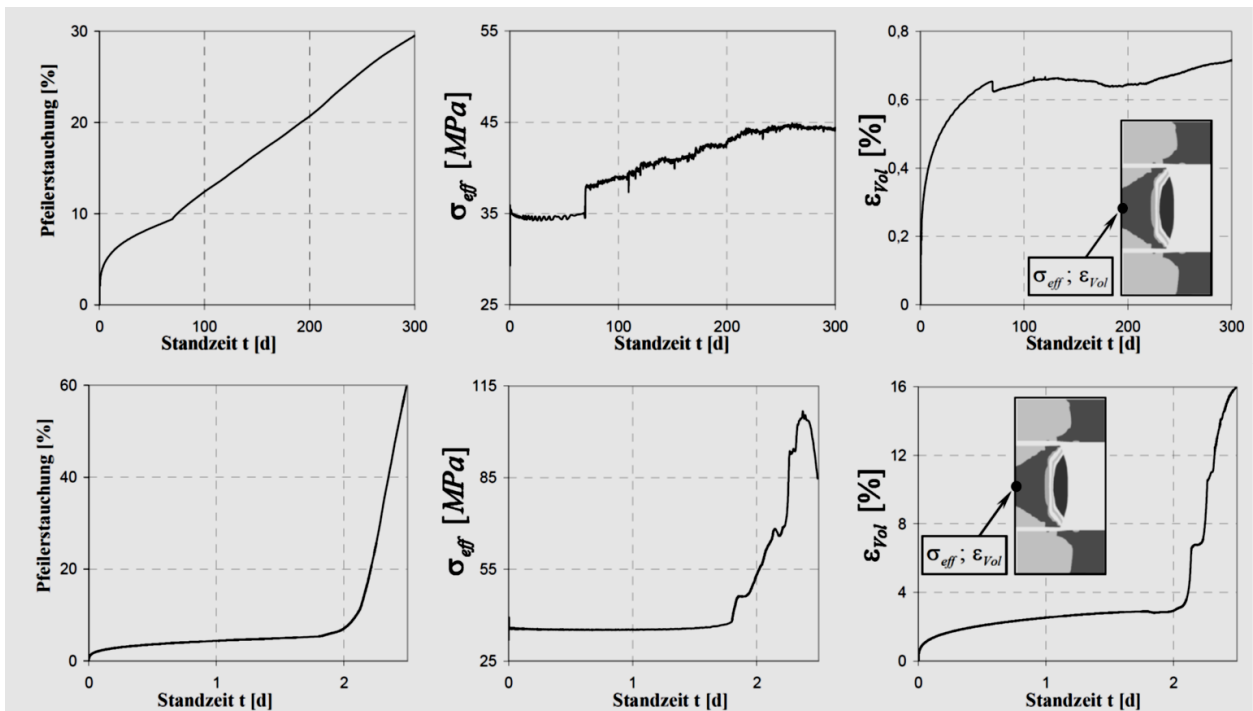 Pfeilerstauchung [%]
30
20
10
0
0 100 200 300
Standzeit t [d]
σeff [MPa]
55
45
35
25
0 100 200 300
Standzeit t [d]
εVol [%]
0,8
0,6
0,4
0,2
0
0 100 200 300
Standzeit t [d]
σeff ; εVol
Pfeilerstauchung [%]
60
40
20
0
0 1 2
Standzeit t [d]
σeff [MPa]
115
85
55
25
0 1 2
Standzeit t [d]
εVol [%]
16
12
8
4
0
0 1 2
Standzeit t [d]
σeff ; εVol